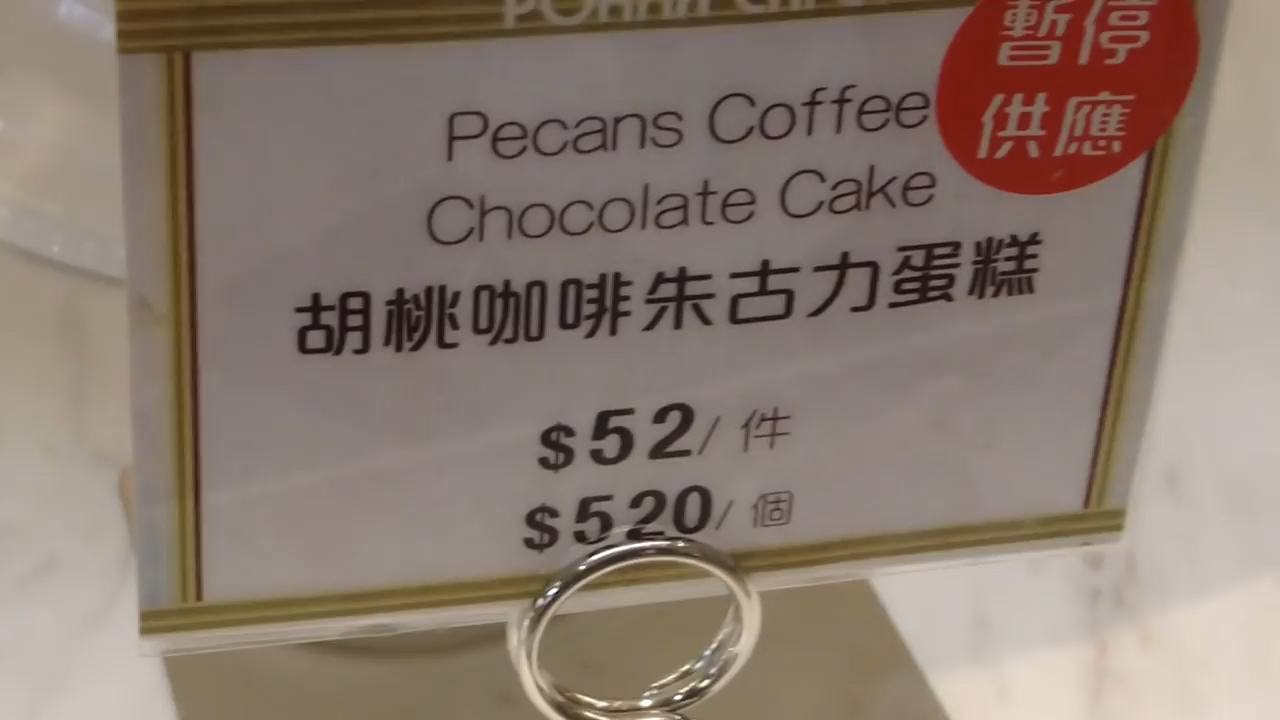 暫停
供應
Pecans Coffee
Chocolate Cake
胡桃咖啡朱古力蛋糕
$52/ 件
$520/ 個